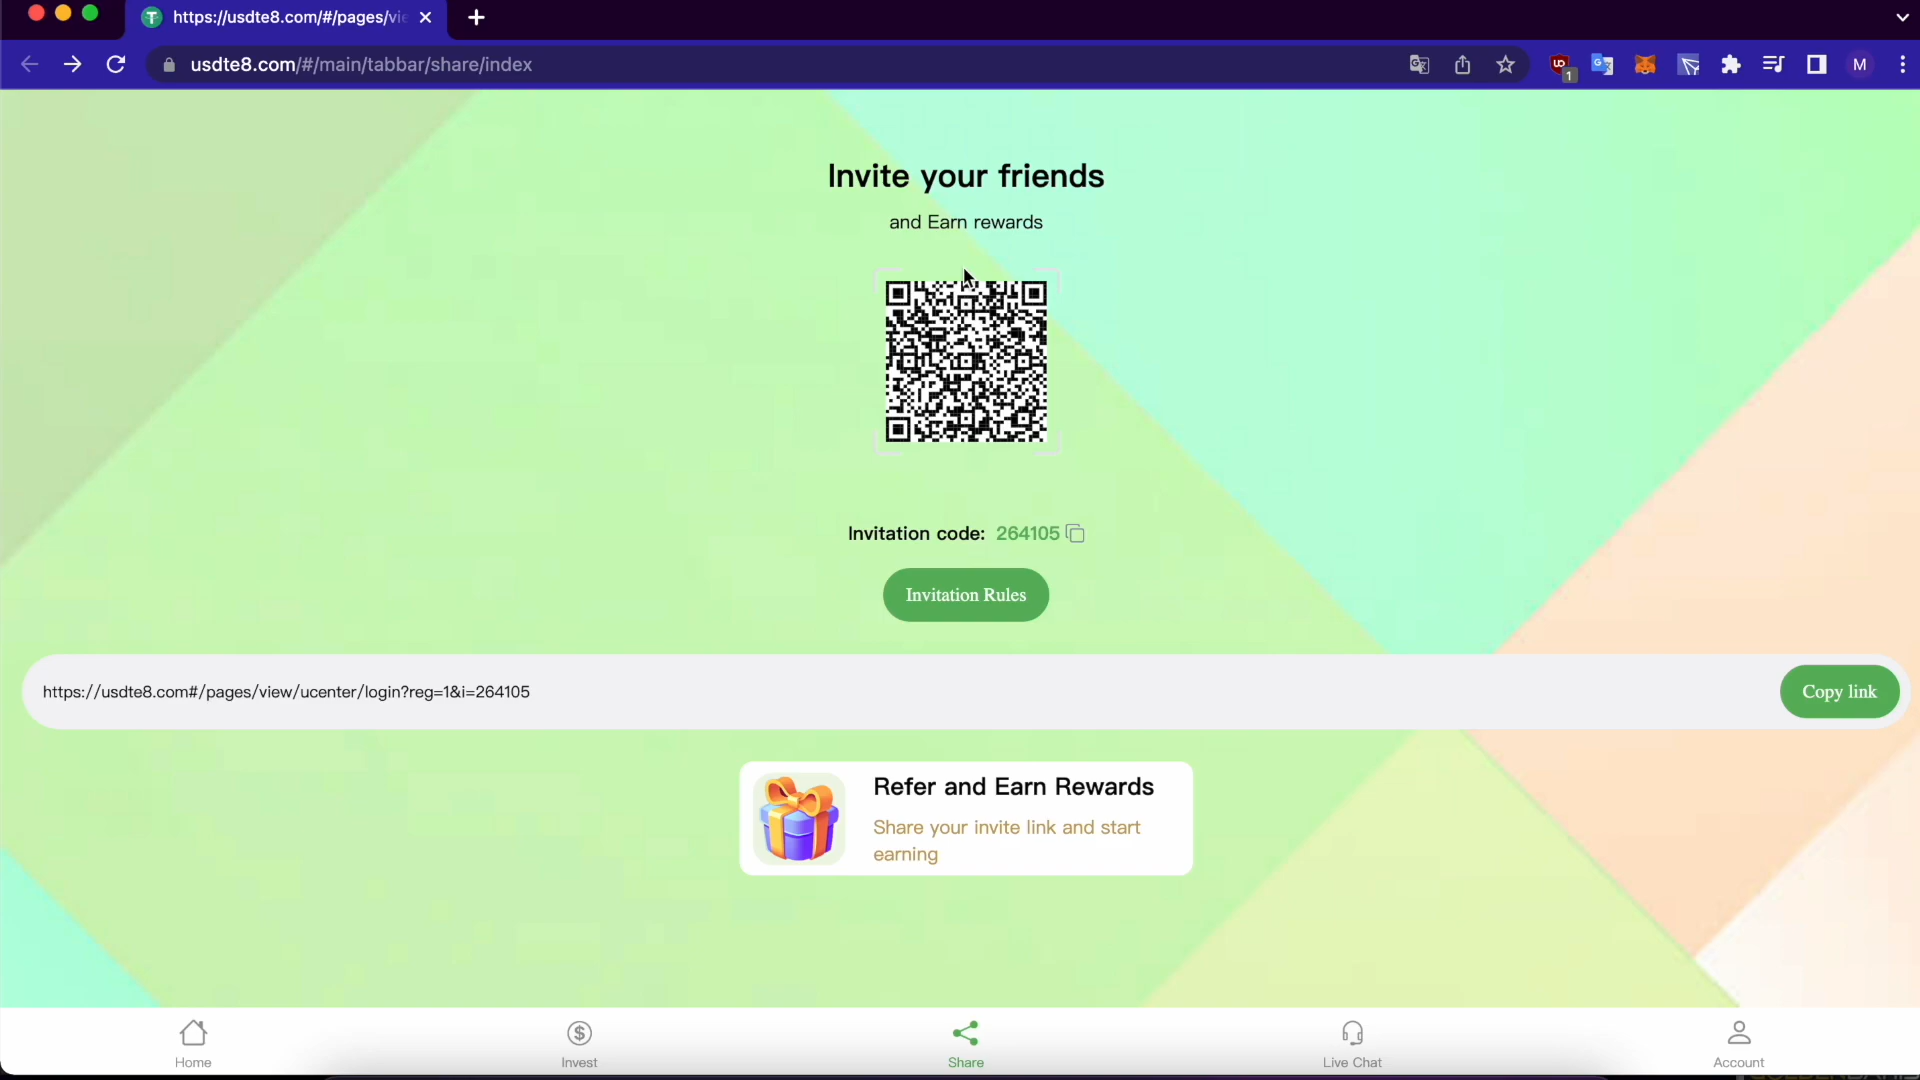 https://usdte8.com/#/pages/vie
usdte8.com/#/main/tabbar/share/index
1
M
Invite your friends
and Earn rewards
Invitation code: 264105
Invitation Rules
https://usdte8.com#/pages/view/ucenter/login?reg=1&i=264105
Copy link
Refer and Earn Rewards
Share your invite link and start
earning
Home
Invest
Share
Live Chat
Account